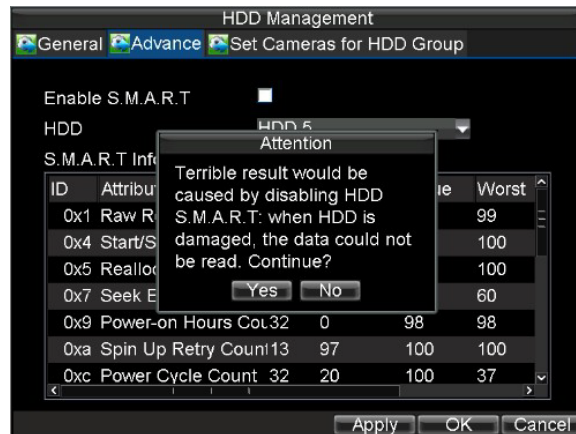 HDD Management
General Advance Set Cameras for HDD Group
Enable S.M.A.R.T
HDD HDD 5
S.M.A.R.T Info
Attention
Terrible result would be
caused by disabling HDD
S.M.A.R.T: when HDD is
damaged, the data could not
be read. Continue?
Yes No
ID Worst
0x1 Raw 99
0x4 100
0x5 100
0x7 Seek 60
0x9 Power-on Hours Cou 32 0 98 98
0xa Spin Up Retry Count 13 97 100 100
0xc Power Cycle Count 32 20 100 37
Apply OK Cancel